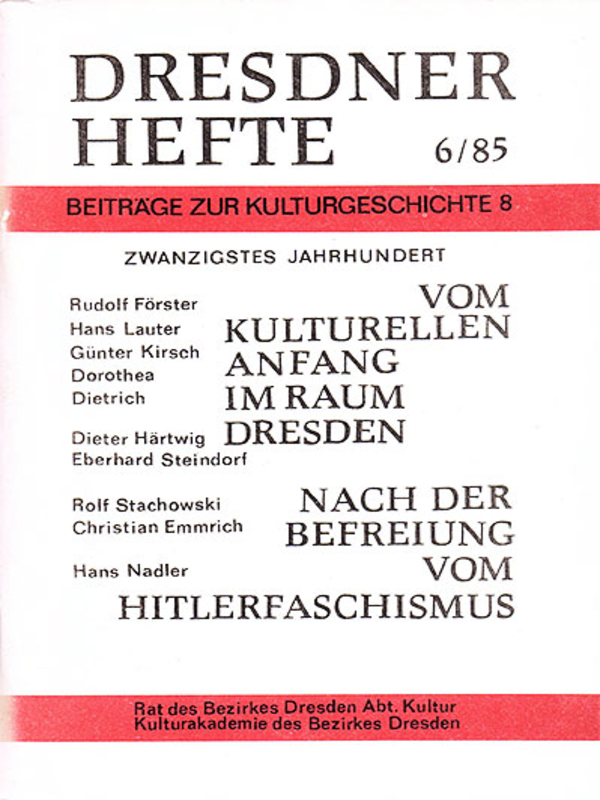 DRESDNER
HEFTE 6/85
BEITRÄGE ZUR KULTURGESCHICHTE 8
ZWANZIGSTES JAHRHUNDERT
Rudolf Förster
Hans Lauter
Günter Kirsch
Dorothea
Dietrich
Dieter Härtwig
Eberhard Steindorf
Rolf Stachowski
Christian Emmrich
Hans Nadler
VOM
KULTURELLEN
ANFANG
IM RAUM
DRESDEN
NACH DER
BEFREIUNG
VOM
HITLERFASCHISMUS
Rat des Bezirkes Dresden Abt. Kultur
Kulturakademie des Bezirkes Dresden